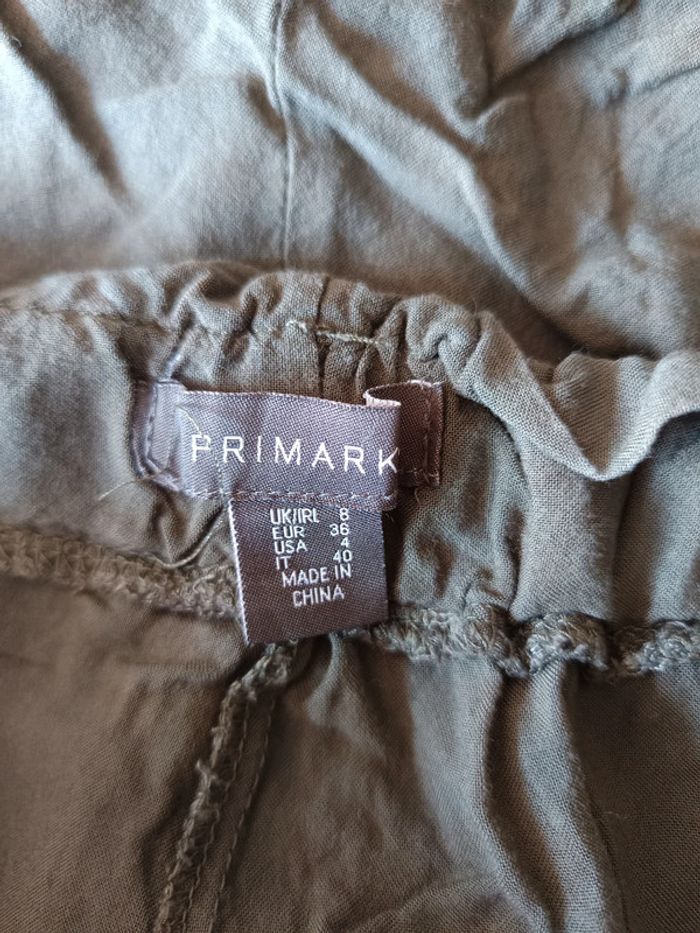 PRIMARK
UK/IRL 8
EUR 36
USA 4
IT 40
MADE IN
CHINA